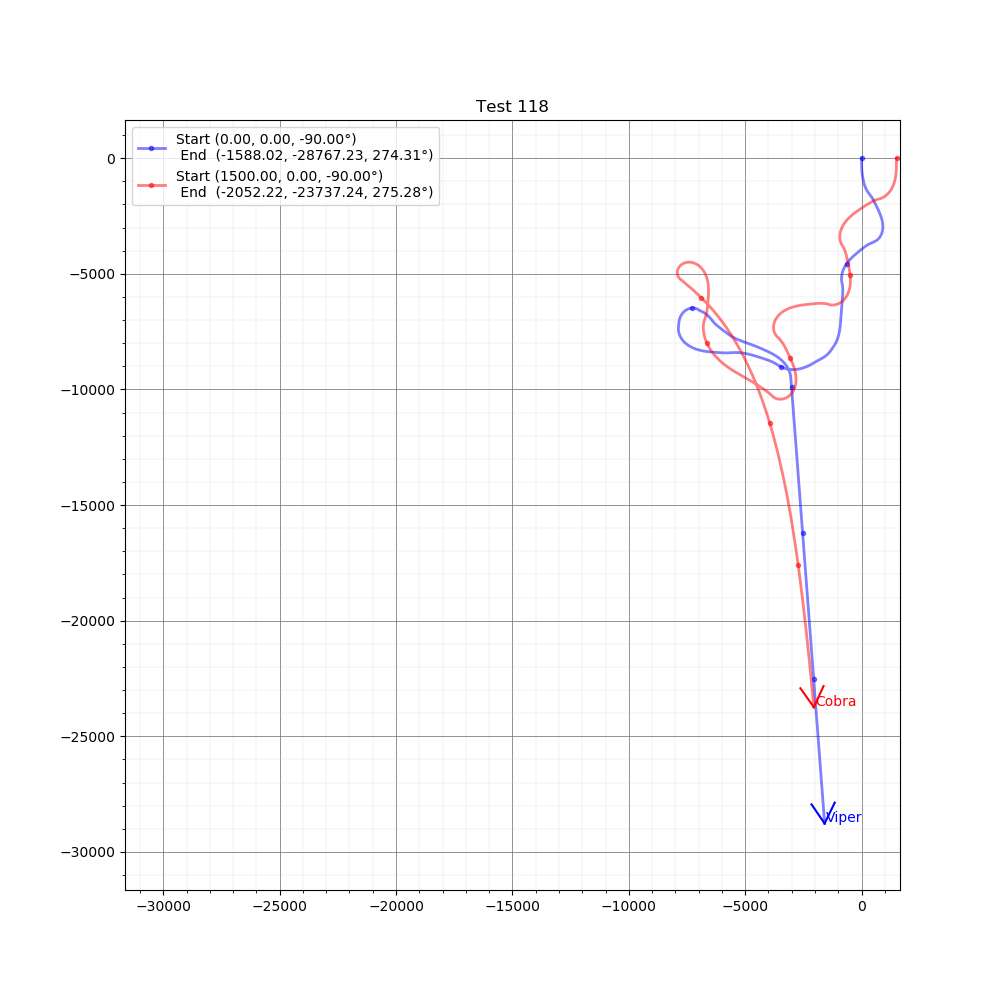 Test 118
Start (0.00, 0.00, -90.00°)
End  (-1588.02, -28767.23, 274.31°)
Start (1500.00, 0.00, -90.00°)
End  (-2052.22, -23737.24, 275.28°)
0
−5000
−10000
−15000
−20000
−25000
−30000
Cobra
Viper
−30000 −25000 −20000 −15000 −10000 −5000 0